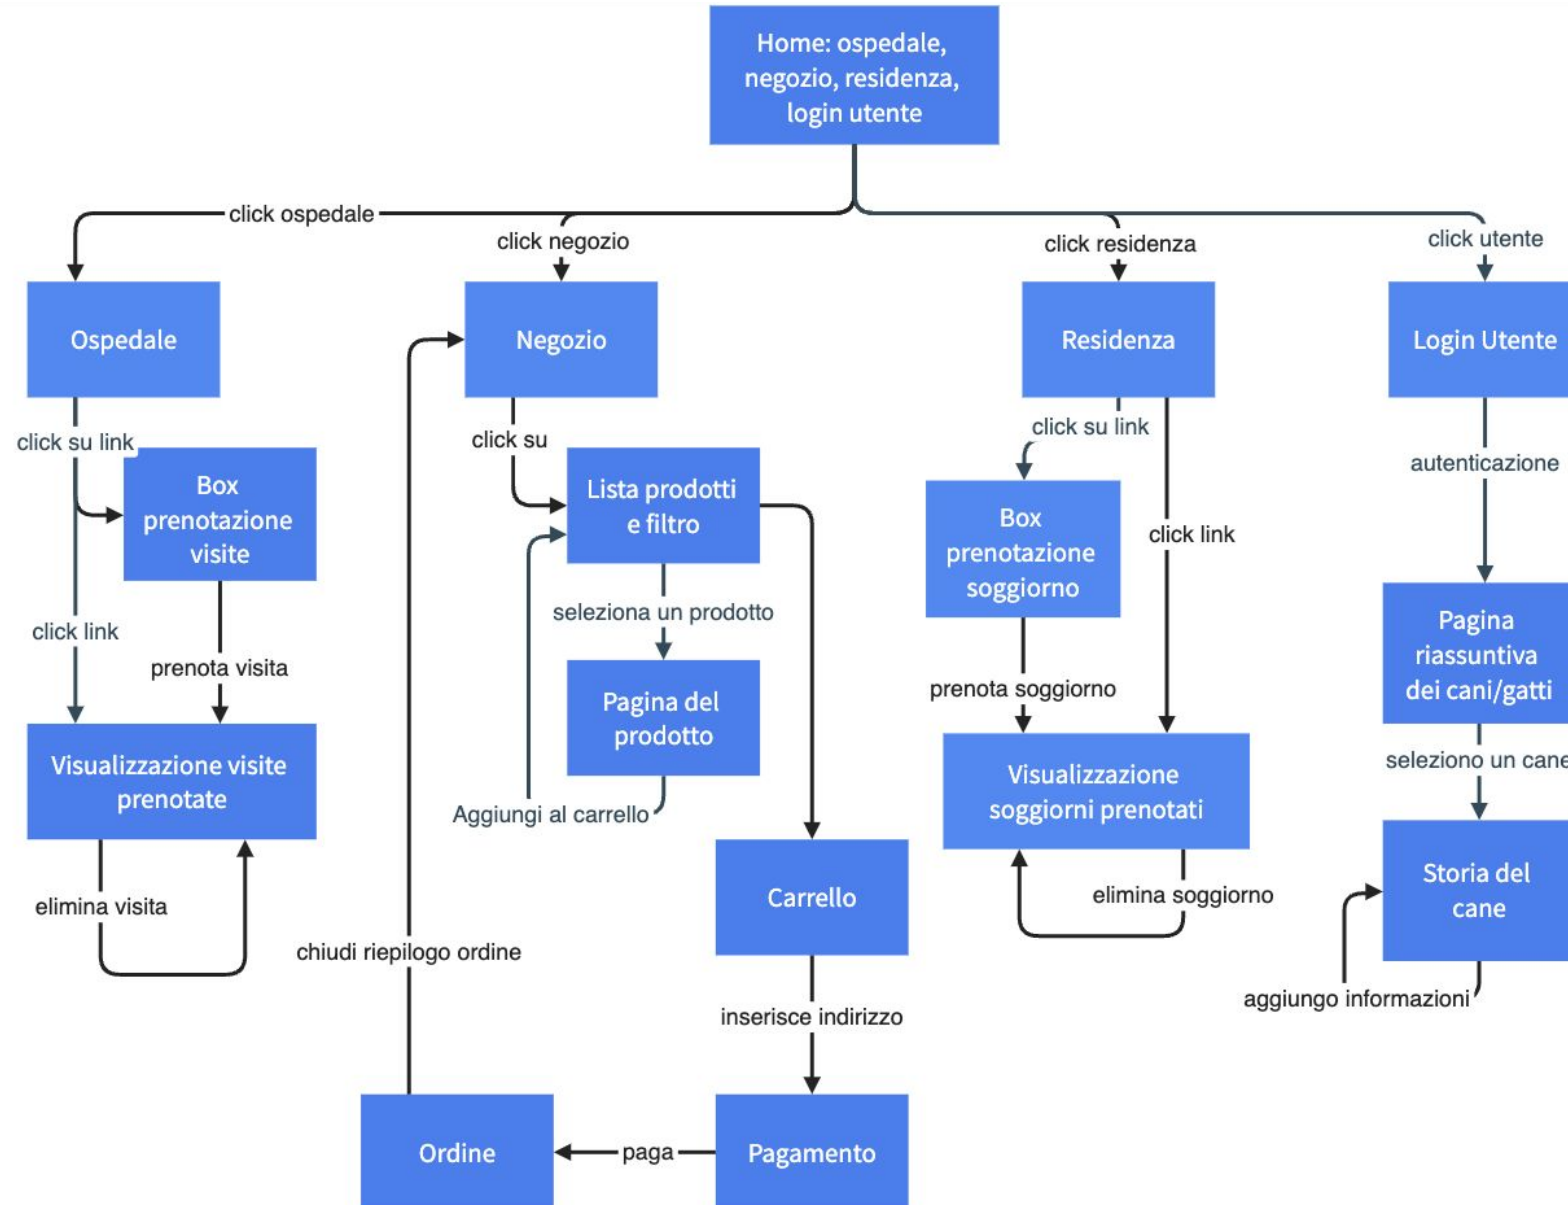 Home: ospedale,
negozio, residenza,
login utente
click ospedale
click negozio
click residenza
click utente
Ospedale
Negozio
Residenza
Login Utente
click su link
click su
click su link
autenticazione
Box
prenotazione
visite
Lista prodotti
e filtro
Box
prenotazione
soggiorno
click link
click link
seleziona un prodotto
prenota visita
prenota soggiorno
Pagina
riassuntiva
dei cani/gatti
Pagina del
prodotto
Visualizzazione visite
prenotate
Visualizzazione
soggiorni prenotati
seleziono un cane
Aggiungi al carrello
elimina visita
Carrello
elimina soggiorno
Storia del
cane
chiudi riepilogo ordine
aggiungo informazioni
inserisce indirizzo
Ordine
paga
Pagamento